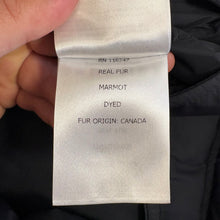 REAL FUR
MARMOT
DYED
FUR ORIGIN: CANADA